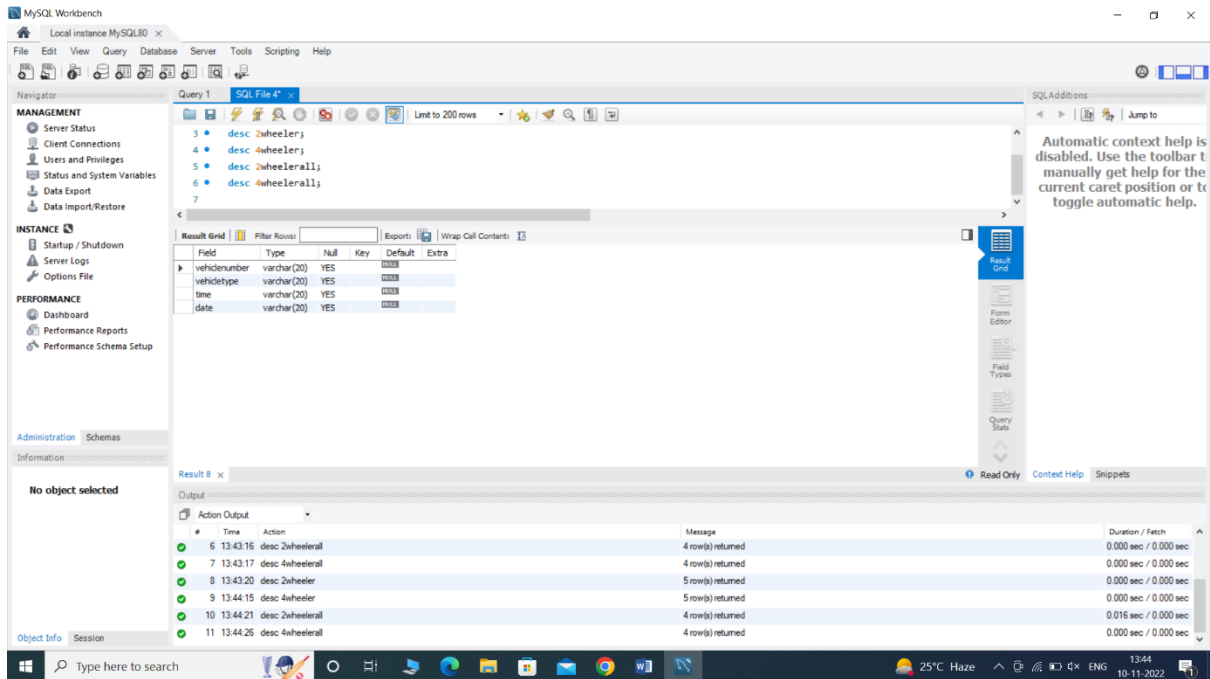 MySQL Workbench
Local instance MySQL80 ×
File Edit View Query Database Server Tools Scripting Help
Navigator
MANAGEMENT
Server Status
Client Connections
Users and Privileges
Status and System Variables
Data Export
Data Import/Restore
INSTANCE
Startup / Shutdown
Server Logs
Options File
PERFORMANCE
Dashboard
Performance Reports
Performance Schema Setup
Administration Schemas
Information
No object selected
Object Info Session
Query 1 SQL File 4* ×
Limit to 200 rows
3 desc 2wheeler;
4 desc 4wheeler;
5 desc 2wheelerall;
6 desc 4wheelerall;
7
Result Grid Filter Rows: Export: Wrap Cell Content:
Field Type Null Key Default Extra
vehiclenumber varchar(20) YES NULL
vehicletype varchar(20) YES NULL
time varchar(20) YES NULL
date varchar(20) YES NULL
Result Grid
Form Editor
Field Types
Query Stats
Result 8 × Read Only
Output
Action Output
# Time Action Message Duration / Fetch
6 13:43:16 desc 2wheelerall 4 row(s) returned 0.000 sec / 0.000 sec
7 13:43:17 desc 4wheelerall 4 row(s) returned 0.000 sec / 0.000 sec
8 13:43:20 desc 2wheeler 5 row(s) returned 0.000 sec / 0.000 sec
9 13:44:15 desc 4wheeler 5 row(s) returned 0.000 sec / 0.000 sec
10 13:44:21 desc 2wheelerall 4 row(s) returned 0.016 sec / 0.000 sec
11 13:44:26 desc 4wheelerall 4 row(s) returned 0.000 sec / 0.000 sec
SQLAdditions
Jump to
Automatic context help is
disabled. Use the toolbar t
manually get help for the
current caret position or to
toggle automatic help.
Context Help Snippets
Type here to search
25°C Haze ENG 13:44
10-11-2022